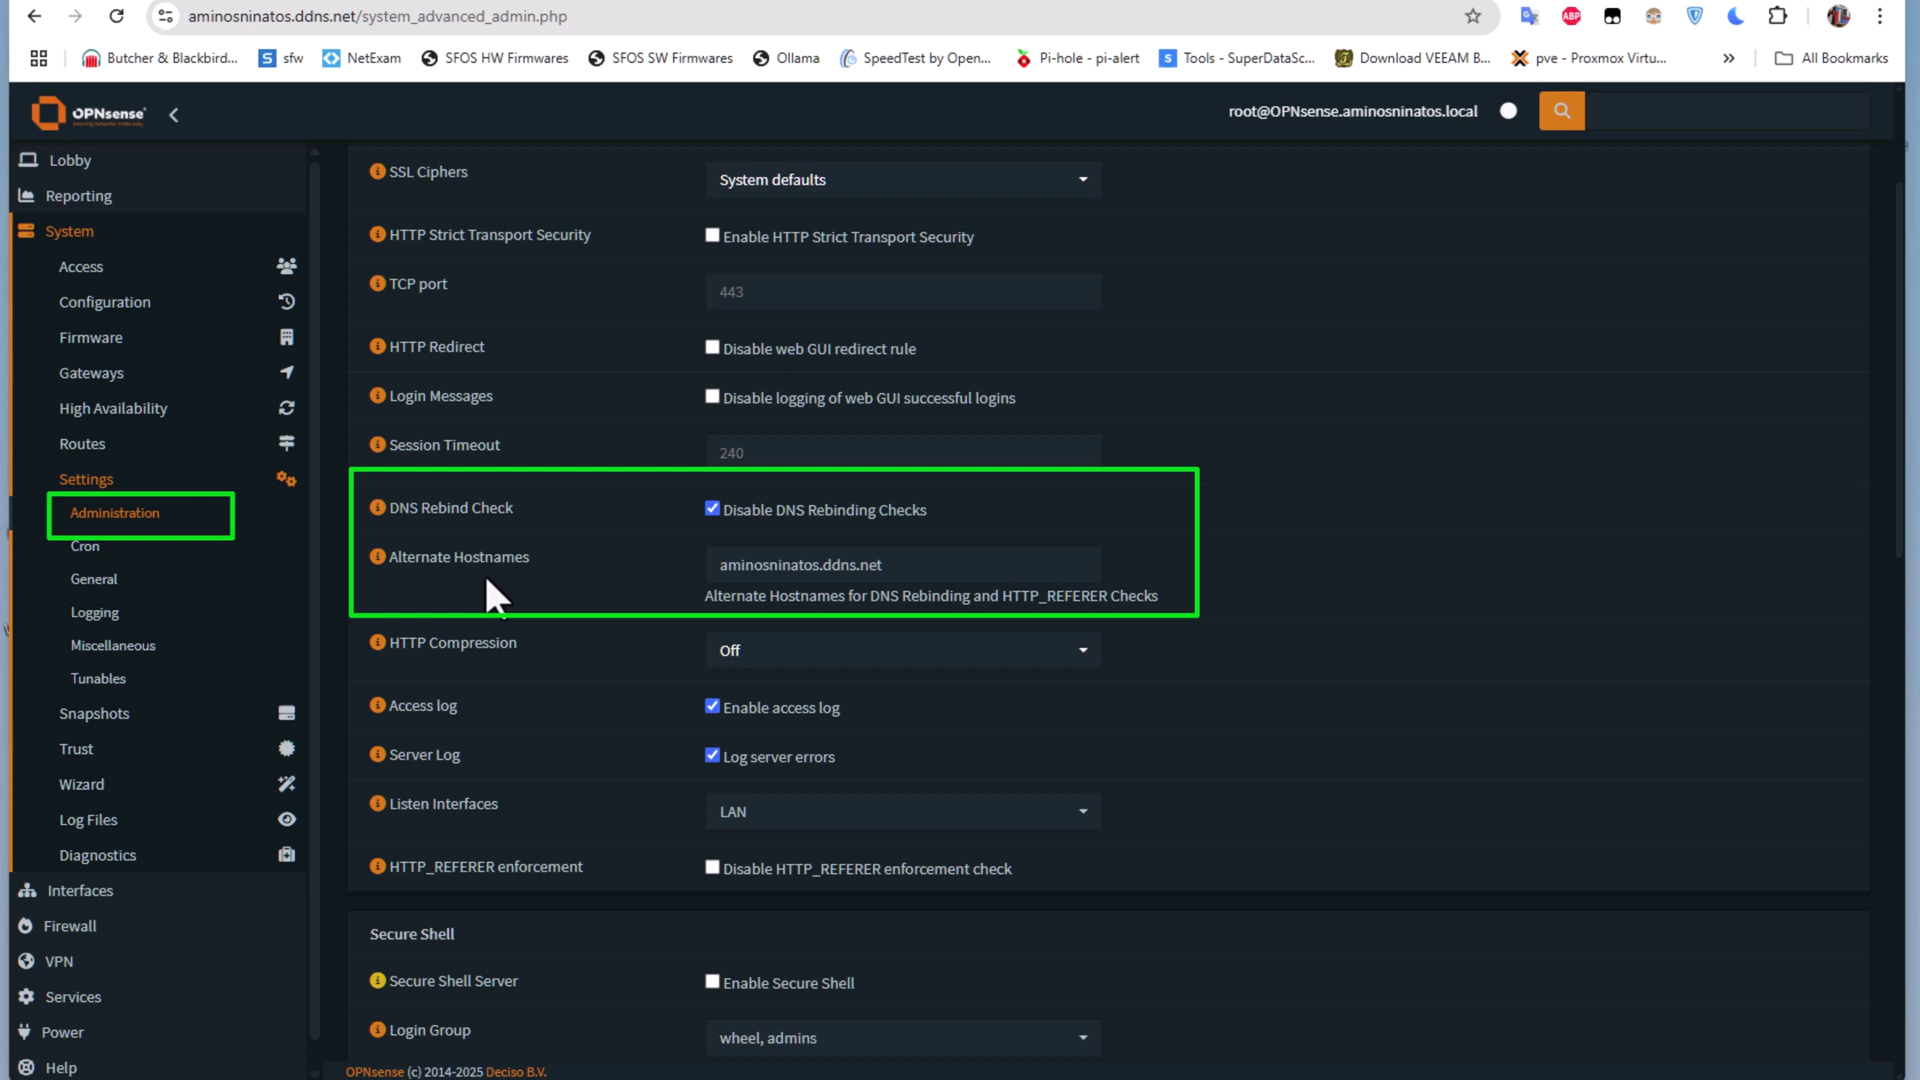 aminosninatos.ddns.net/system_advanced_admin.php
ABP
Butcher & Blackbird...
S sfw
NetExam
SFOS HW Firmwares
SFOS SW Firmwares
Ollama
SpeedTest by Open...
Pi-hole - pi-alert
S Tools - SuperDataSc...
Download VEEAM B...
pve - Proxmox Virtu...
»
All Bookmarks
OPNsense
root@OPNsense.aminosninatos.local
Lobby
Reporting
System
Access
Configuration
Firmware
Gateways
High Availability
Routes
Settings
Administration
Cron
General
Logging
Miscellaneous
Tunables
Snapshots
Trust
Wizard
Log Files
Diagnostics
Interfaces
Firewall
VPN
Services
Power
Help
SSL Ciphers
System defaults
HTTP Strict Transport Security
Enable HTTP Strict Transport Security
TCP port
443
HTTP Redirect
Disable web GUI redirect rule
Login Messages
Disable logging of web GUI successful logins
Session Timeout
240
DNS Rebind Check
Disable DNS Rebinding Checks
Alternate Hostnames
aminosninatos.ddns.net
Alternate Hostnames for DNS Rebinding and HTTP_REFERER Checks
HTTP Compression
Off
Access log
Enable access log
Server Log
Log server errors
Listen Interfaces
LAN
HTTP_REFERER enforcement
Disable HTTP_REFERER enforcement check
Secure Shell
Secure Shell Server
Enable Secure Shell
Login Group
wheel, admins
OPNsense (c) 2014-2025 Deciso B.V.